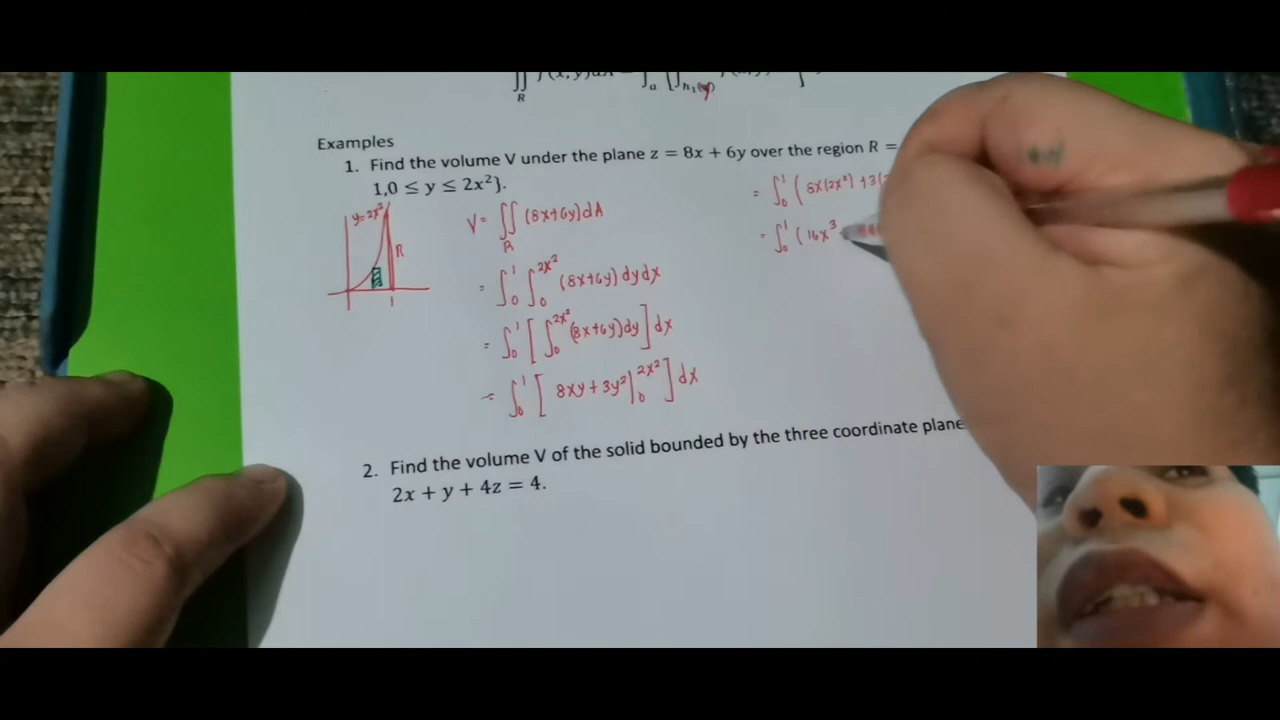 Examples
1. Find the volume V under the plane z = 8x + 6y over the region R =
1,0 ≤ y ≤ 2x²}.
y=2x²
R
1
V= ∬ (8x+6y)dA
R
= ∫₀¹ ∫₀^{2x²} (8x+6y) dy dx
= ∫₀¹ [ ∫₀^{2x²} (8x+6y)dy ] dx
= ∫₀¹ [ 8xy + 3y² |₀^{2x²} ] dx
= ∫₀¹ ( 8x(2x²) + 3(
= ∫₀¹ ( 16x³
2. Find the volume V of the solid bounded by the three coordinate plane
2x + y + 4z = 4.